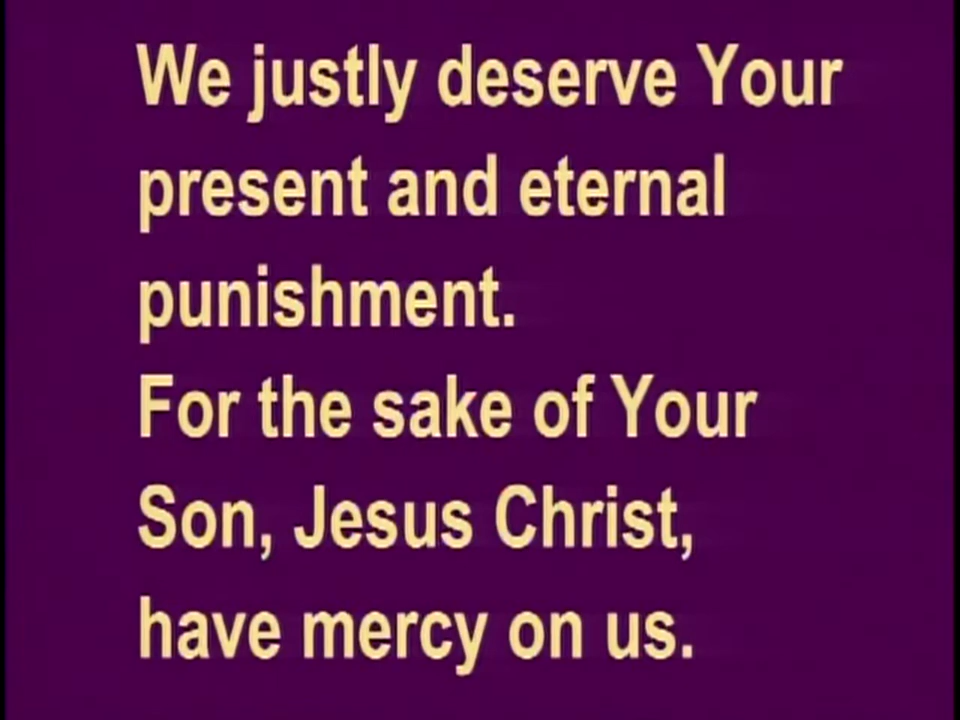 We justly deserve Your
present and eternal
punishment.
For the sake of Your
Son, Jesus Christ,
have mercy on us.